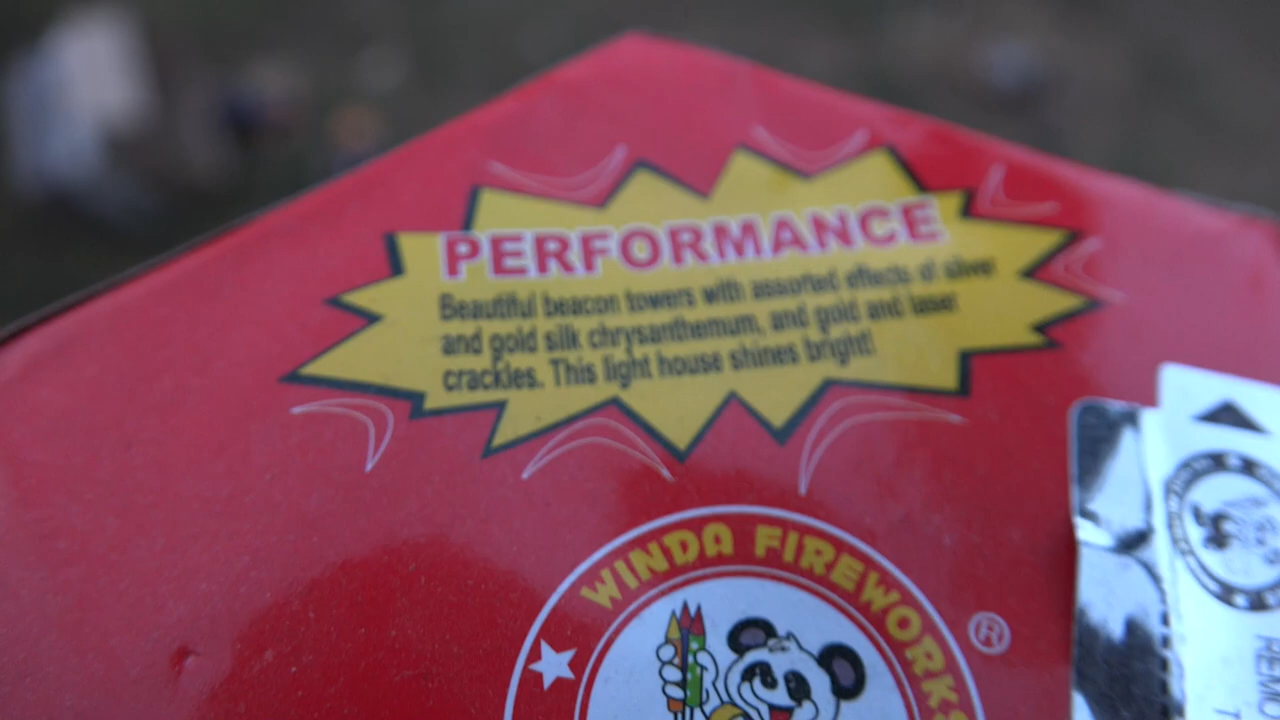 PERFORMANCE
Beautiful beacon towers with assorted effects of silver
and gold silk chrysanthemum, and gold and laser
crackles. This light house shines bright!
WINDA FIREWORKS
®